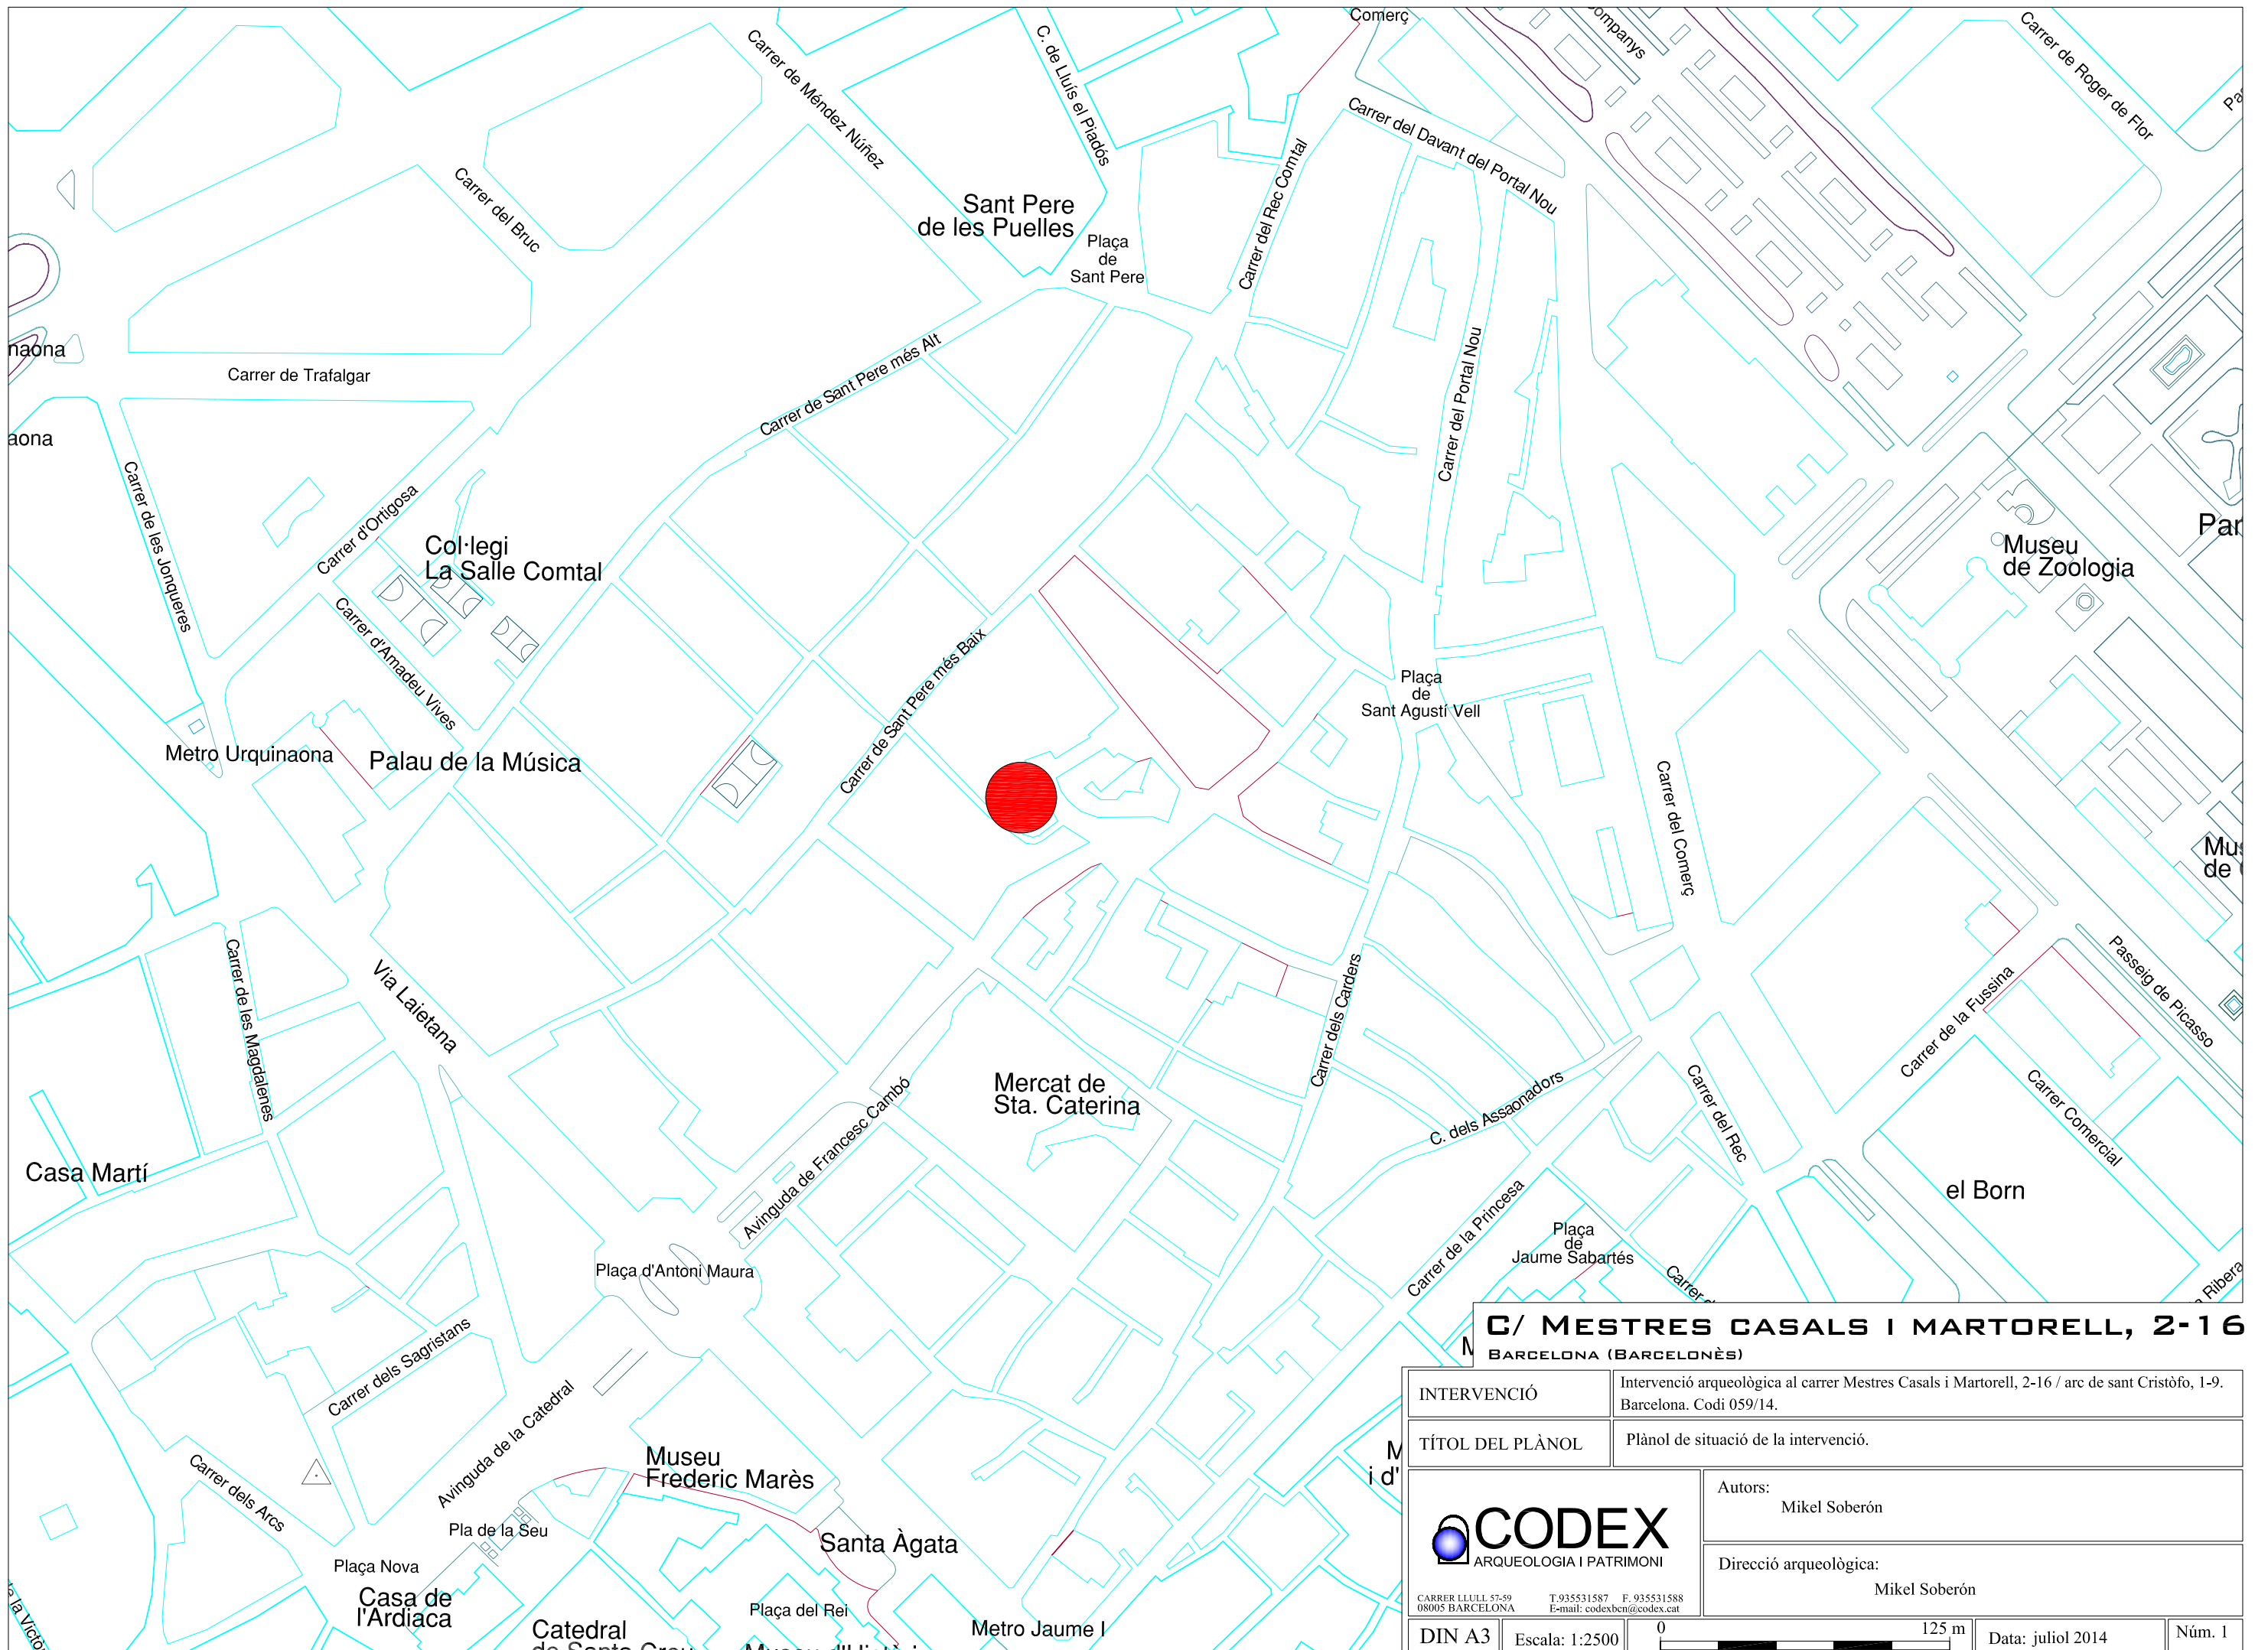 Comerç
Companys
Carrer de Roger de Flor
Carrer de Méndez Núñez
C. de Lluís el Piadós
Carrer del Davant del Portal Nou
Carrer del Bruc
Sant Pere
de les Puelles
Plaça
de
Sant Pere
Carrer del Rec Comtal
naona
Carrer de Trafalgar
Carrer de Sant Pere més Alt
Carrer del Portal Nou
aona
Carrer de les Jonqueres
Carrer d'Ortigosa
Col·legi
La Salle Comtal
Par
Museu
de Zoologia
Carrer d'Amadeu Vives
Carrer de Sant Pere més Baix
Plaça
de
Sant Agustí Vell
Metro Urquinaona
Palau de la Música
Carrer del Comerç
Mus
de
Carrer de les Magdalenes
Via Laietana
Carrer dels Carders
Passeig de Picasso
Carrer de la Fussina
Mercat de
Sta. Caterina
Avinguda de Francesc Cambó
C. dels Assaonadors
Carrer del Rec
Carrer Comercial
Casa Martí
el Born
Carrer de la Princesa
Plaça
de
Jaume Sabartés
Plaça d'Antoni Maura
Carrer
Ribera
Carrer dels Sagristans
Avinguda de la Catedral
Carrer dels Arcs
Museu
Frederic Marès
Pla de la Seu
Santa Àgata
Plaça Nova
Casa de
l'Ardiaca
Catedral
Plaça del Rei
Metro Jaume I
M
M
i d'
C/ MESTRES CASALS I MARTORELL, 2-16
BARCELONA (BARCELONÈS)
INTERVENCIÓ
Intervenció arqueològica al carrer Mestres Casals i Martorell, 2-16 / arc de sant Cristòfo, 1-9.
Barcelona. Codi 059/14.
TÍTOL DEL PLÀNOL
Plànol de situació de la intervenció.
CODEX
ARQUEOLOGIA I PATRIMONI
CARRER LLULL 57-59 T.935531587 F. 935531588
08005 BARCELONA E-mail: codexbcn@codex.cat
Autors:
Mikel Soberón
Direcció arqueològica:
Mikel Soberón
DIN A3
Escala: 1:2500
0 125 m
Data: juliol 2014
Núm. 1